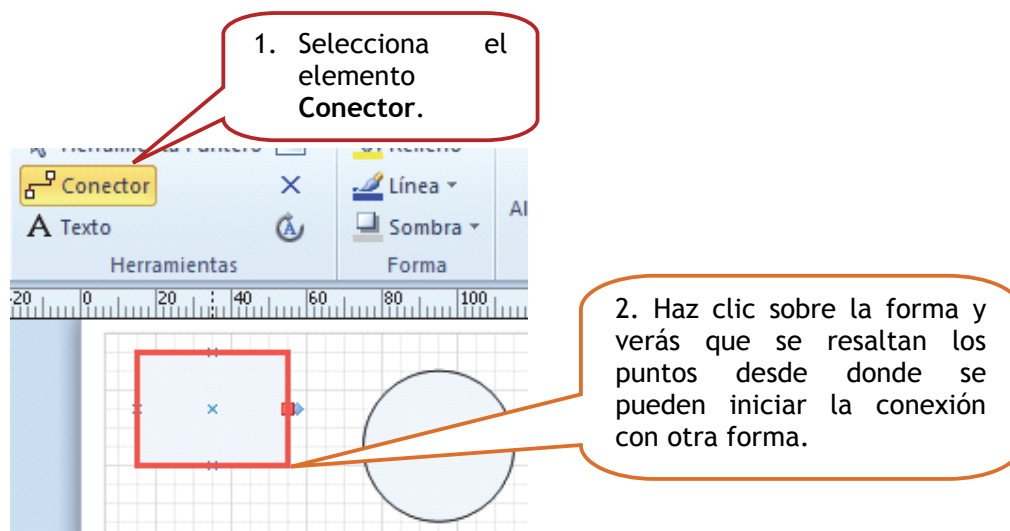 1. Selecciona el
elemento
Conector.
Conector
Línea
A Texto
Sombra
Herramientas
Forma
20 0 20 40 60 80 100
2. Haz clic sobre la forma y
verás que se resaltan los
puntos desde donde se
pueden iniciar la conexión
con otra forma.